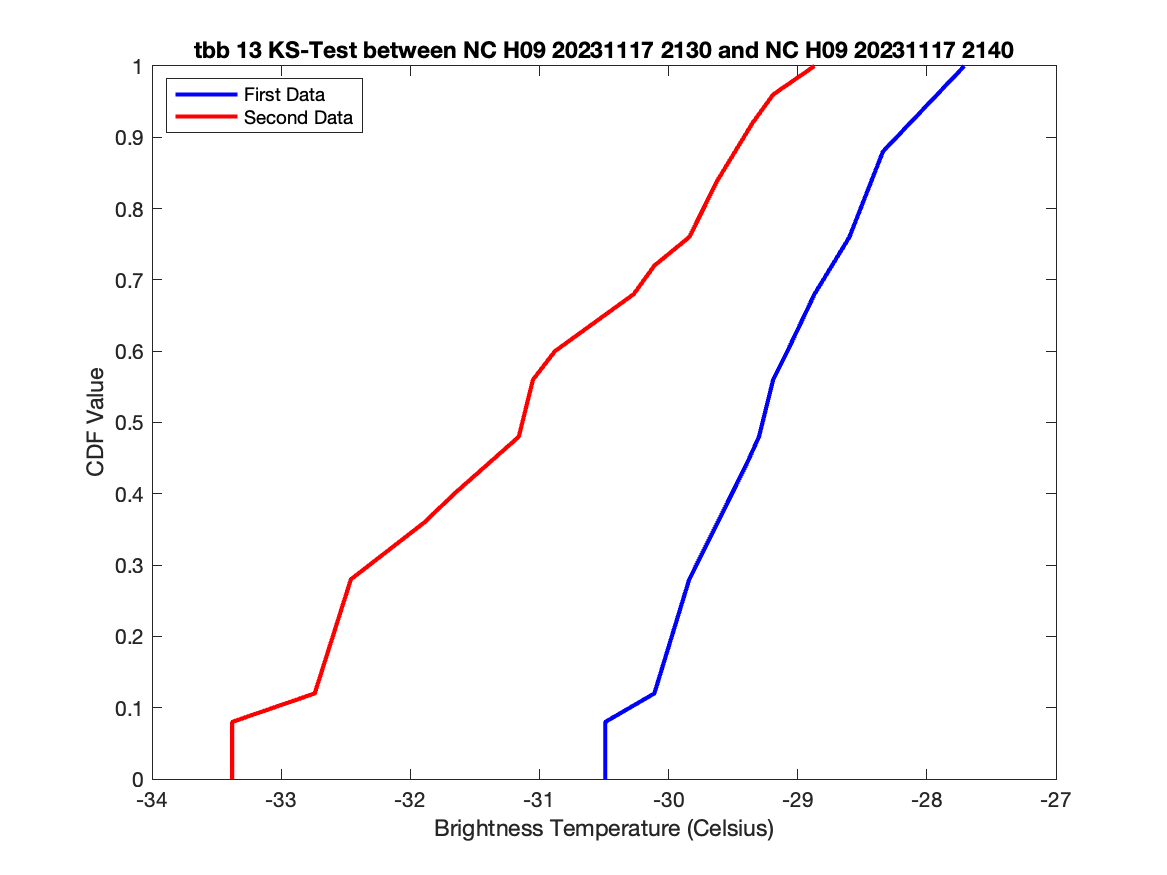 tbb 13 KS-Test between NC H09 20231117 2130 and NC H09 20231117 2140
First Data
Second Data
1
0.9
0.8
0.7
0.6
0.5
0.4
0.3
0.2
0.1
0
CDF Value
-34 -33 -32 -31 -30 -29 -28 -27
Brightness Temperature (Celsius)